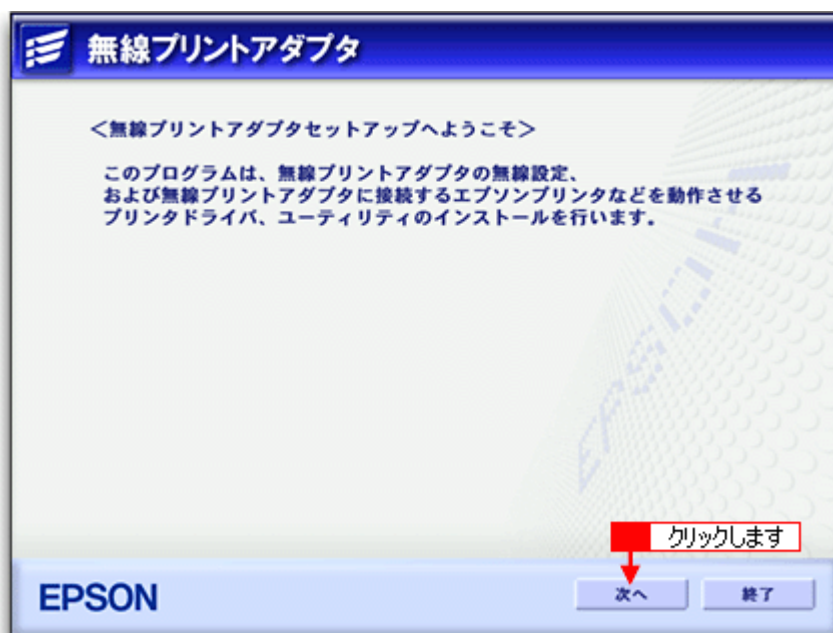 無線プリントアダプタ
＜無線プリントアダプタセットアップへようこそ＞
このプログラムは、無線プリントアダプタの無線設定、
および無線プリントアダプタに接続するエプソンプリンタなどを動作させる
プリンタドライバ、ユーティリティのインストールを行います。
EPSON
クリックします
EPSON
次へ
終了